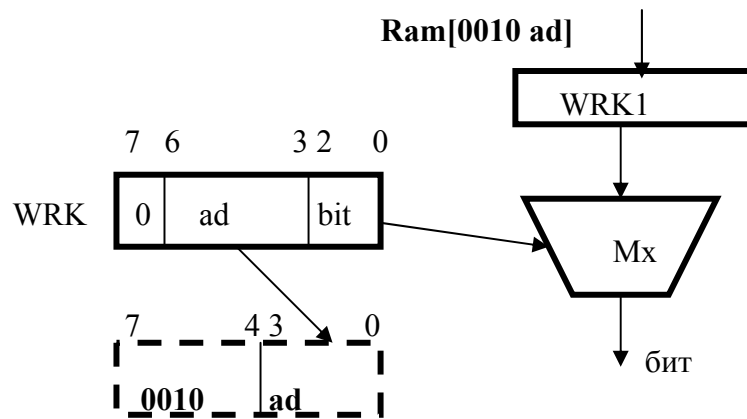 Ram[0010 ad]
WRK1
7 6 3 2 0
WRK 0 ad bit
Mx
7 4 3 0
бит
0010 ad